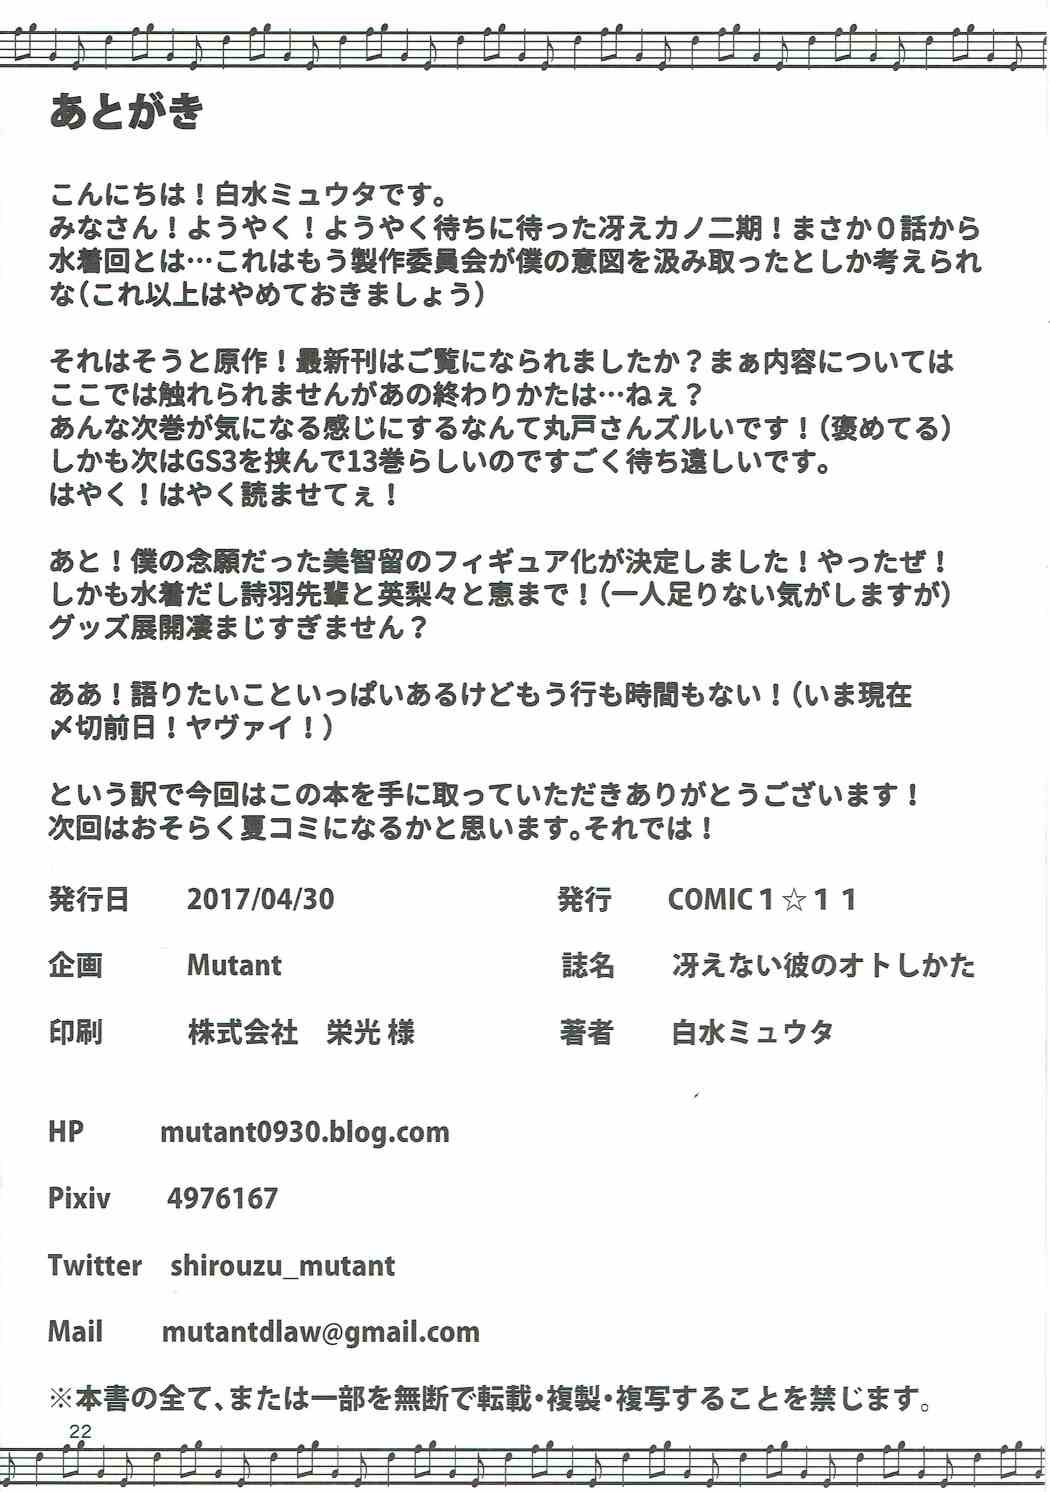 あとがき
こんにちは！白水ミュウタです。
みなさん！ようやく！ようやく待ちに待った冴えカノ二期！まさか０話から
水着回とは…これはもう製作委員会が僕の意図を汲み取ったとしか考えられ
な（これ以上はやめておきましょう）
それはそうと原作！最新刊はご覧になられましたか？まぁ内容については
ここでは触れられませんがあの終わりかたは…ねぇ？
あんな次巻が気になる感じにするなんて丸戸さんズルいです！（褒めてる）
しかも次はGS3を挟んで13巻らしいのですごく待ち遠しいです。
はやく！はやく読ませてぇ！
あと！僕の念願だった美智留のフィギュア化が決定しました！やったぜ！
しかも水着だし詩羽先輩と英梨々と恵まで！（一人足りない気がしますが）
グッズ展開凄まじすぎません？
ああ！語りたいこといっぱいあるけどもう行も時間もない！（いま現在
〆切前日！ヤヴァイ！）
という訳で今回はこの本を手に取っていただきありがとうございます！
次回はおそらく夏コミになるかと思います。それでは！
発行日 2017/04/30 発行 COMIC１☆１１
企画 Mutant 誌名 冴えない彼のオトしかた
印刷 株式会社 栄光 様 著者 白水ミュウタ
HP mutant0930.blog.com
Pixiv 4976167
Twitter shirouzu_mutant
Mail mutantdlaw@gmail.com
※本書の全て、または一部を無断で転載・複製・複写することを禁じます。
22